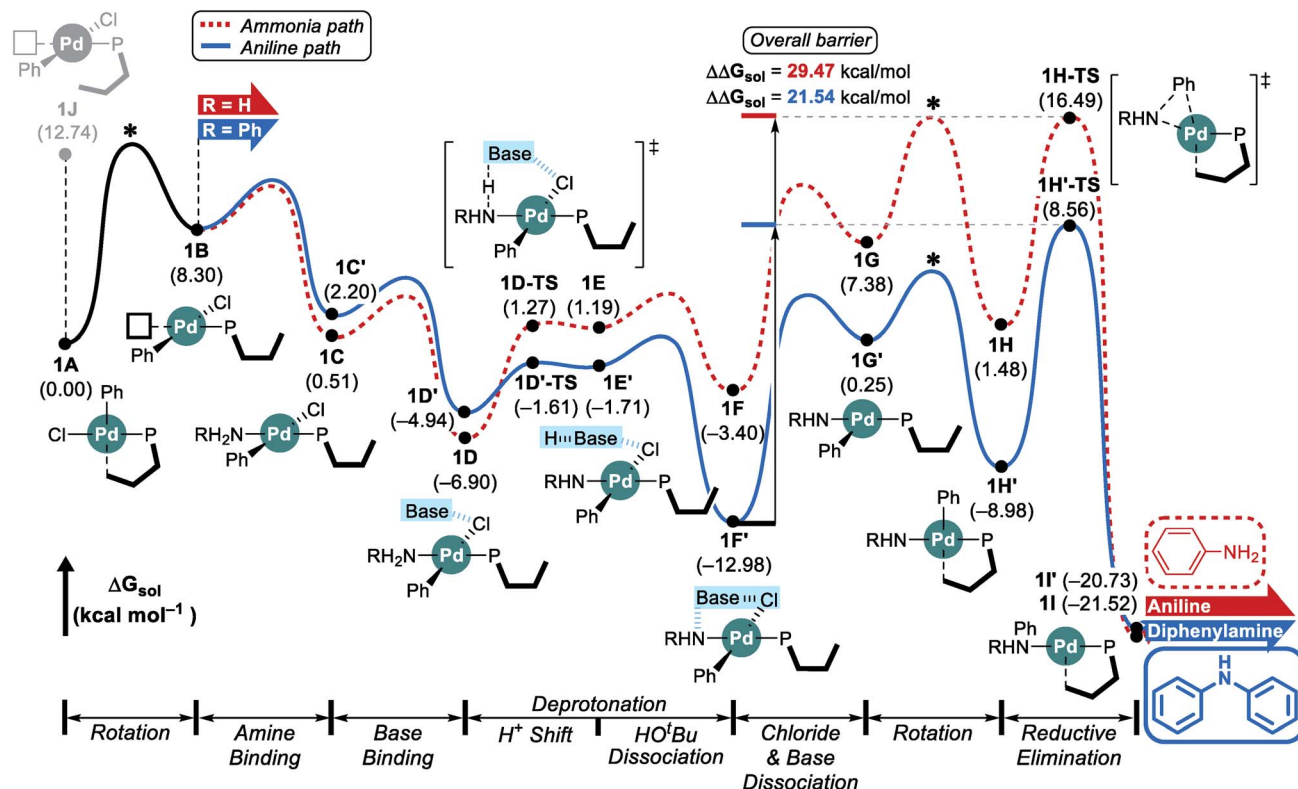 Ammonia path
Aniline path
Overall barrier
ΔΔG_sol = 29.47 kcal/mol
ΔΔG_sol = 21.54 kcal/mol
Pd
Cl
P
Ph
1J
(12.74)
*
R = H
R = Ph
1B
(8.30)
Pd
Cl
P
Ph
1A
(0.00)
Ph
Cl
Pd
P
1C'
(2.20)
1C
(0.51)
RH₂N
Pd
Cl
P
Ph
Base
H
Cl
RHN
Pd
P
Ph
‡
1D'
(–4.94)
1D
(–6.90)
Base
Cl
RH₂N
Pd
P
Ph
1D-TS
(1.27)
1E
(1.19)
1D'-TS
(–1.61)
1E'
(–1.71)
H
Base
Cl
RHN
Pd
P
Ph
1F
(–3.40)
1F'
(–12.98)
Base
Cl
RHN
Pd
P
Ph
*
1G
(7.38)
*
1G'
(0.25)
RHN
Pd
P
Ph
1H-TS
(16.49)
1H'-TS
(8.56)
Ph
RHN
Pd
P
‡
1H
(1.48)
1H'
(–8.98)
Ph
RHN
Pd
P
1I' (–20.73)
1I (–21.52)
Ph
RHN
Pd
P
NH₂
Aniline
Diphenylamine
H
N
ΔG_sol
(kcal mol⁻¹ )
Rotation
Amine
Binding
Base
Binding
Deprotonation
H⁺ Shift
HOᵗBu
Dissociation
Chloride
& Base
Dissociation
Rotation
Reductive
Elimination